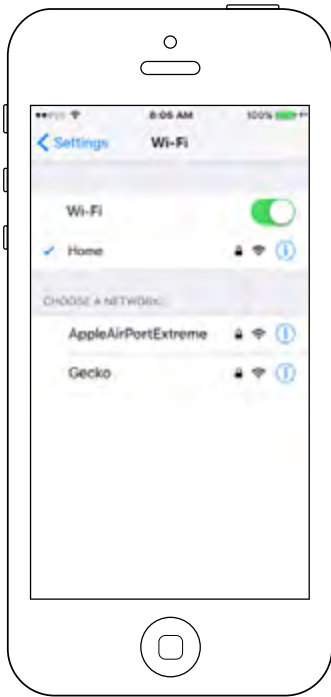 8:06 AM 100%
Settings Wi-Fi
Wi-Fi
Home
CHOOSE A NETWORK...
AppleAirPortExtreme
Gecko